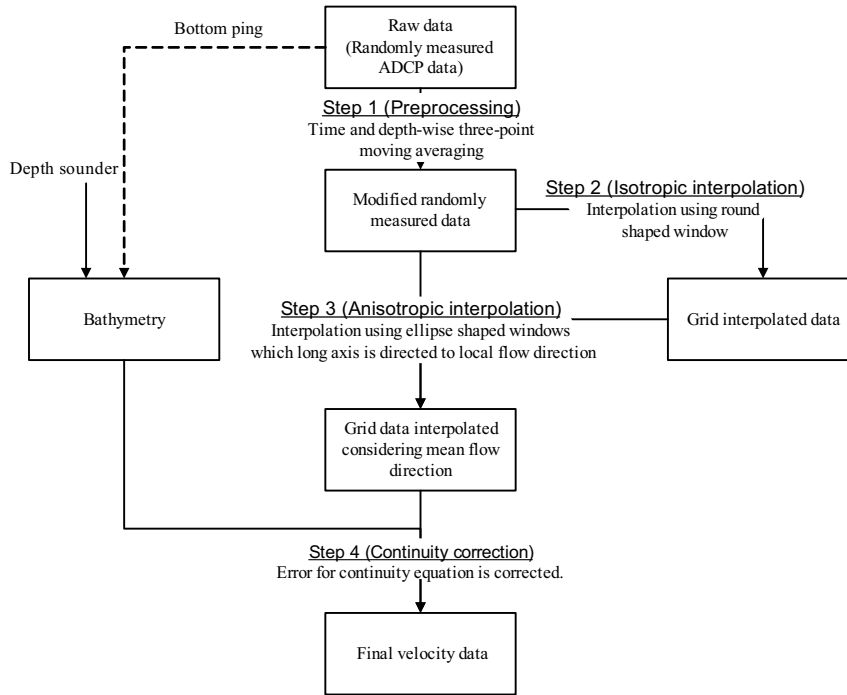 Bottom ping
Raw data
(Randomly measured
ADCP data)
Step 1 (Preprocessing)
Time and depth-wise three-point
moving averaging
Depth sounder
Modified randomly
measured data
Step 2 (Isotropic interpolation)
Interpolation using round
shaped window
Bathymetry
Step 3 (Anisotropic interpolation)
Interpolation using ellipse shaped windows
which long axis is directed to local flow direction
Grid interpolated data
Grid data interpolated
considering mean flow
direction
Step 4 (Continuity correction)
Error for continuity equation is corrected.
Final velocity data